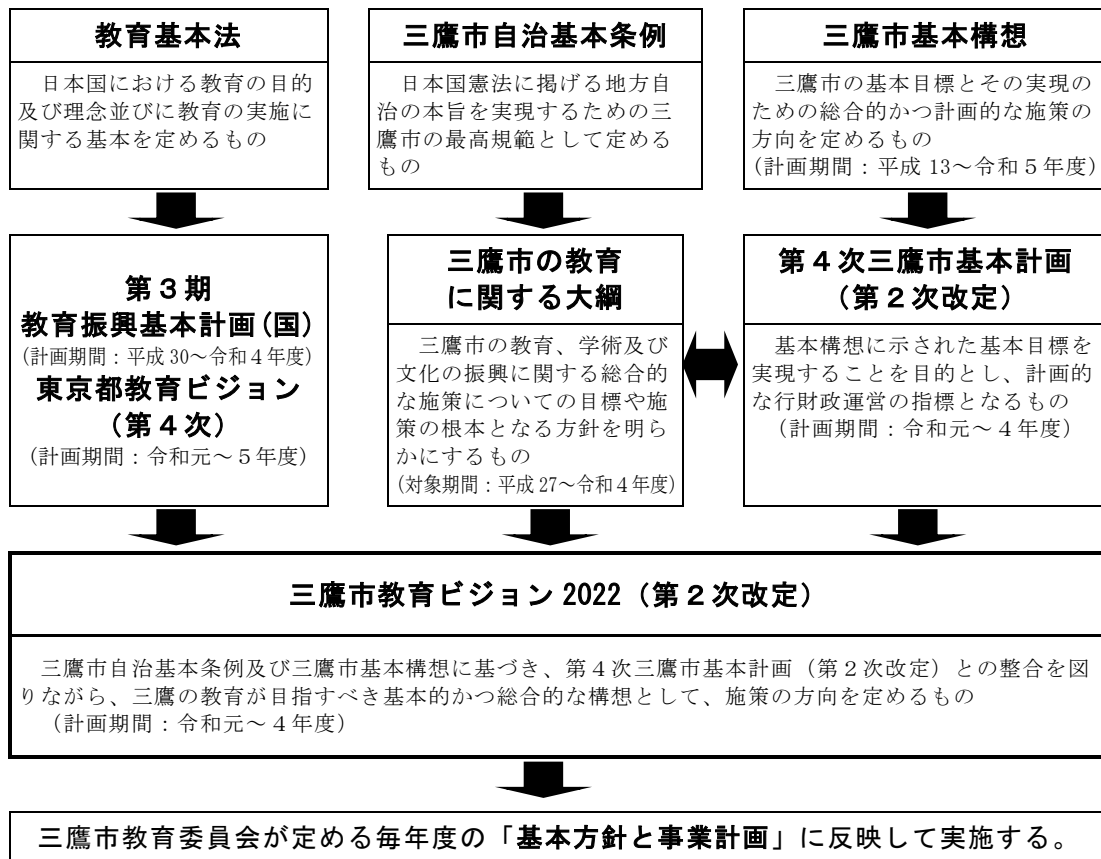 教育基本法
日本国における教育の目的
及び理念並びに教育の実施に
関する基本を定めるもの
三鷹市自治基本条例
日本国憲法に掲げる地方自
治の本旨を実現するための三
鷹市の最高規範として定める
もの
三鷹市基本構想
三鷹市の基本目標とその実現の
ための総合的かつ計画的な施策の
方向を定めるもの
(計画期間：平成 13～令和５年度)
第３期
教育振興基本計画(国)
(計画期間：平成 30～令和４年度)
東京都教育ビジョン
(第４次)
(計画期間：令和元～５年度)
三鷹市の教育
に関する大綱
三鷹市の教育、学術及び
文化の振興に関する総合的
な施策についての目標や施
策の根本となる方針を明ら
かにするもの
(対象期間：平成 27～令和４年度)
第４次三鷹市基本計画
(第２次改定)
基本構想に示された基本目標を
実現することを目的とし、計画的
な行財政運営の指標となるもの
(計画期間：令和元～４年度)
三鷹市教育ビジョン 2022（第２次改定）
三鷹市自治基本条例及び三鷹市基本構想に基づき、第４次三鷹市基本計画（第２次改定）との整合を図
りながら、三鷹の教育が目指すべき基本的かつ総合的な構想として、施策の方向を定めるもの
(計画期間：令和元～４年度)
三鷹市教育委員会が定める毎年度の「基本方針と事業計画」に反映して実施する。